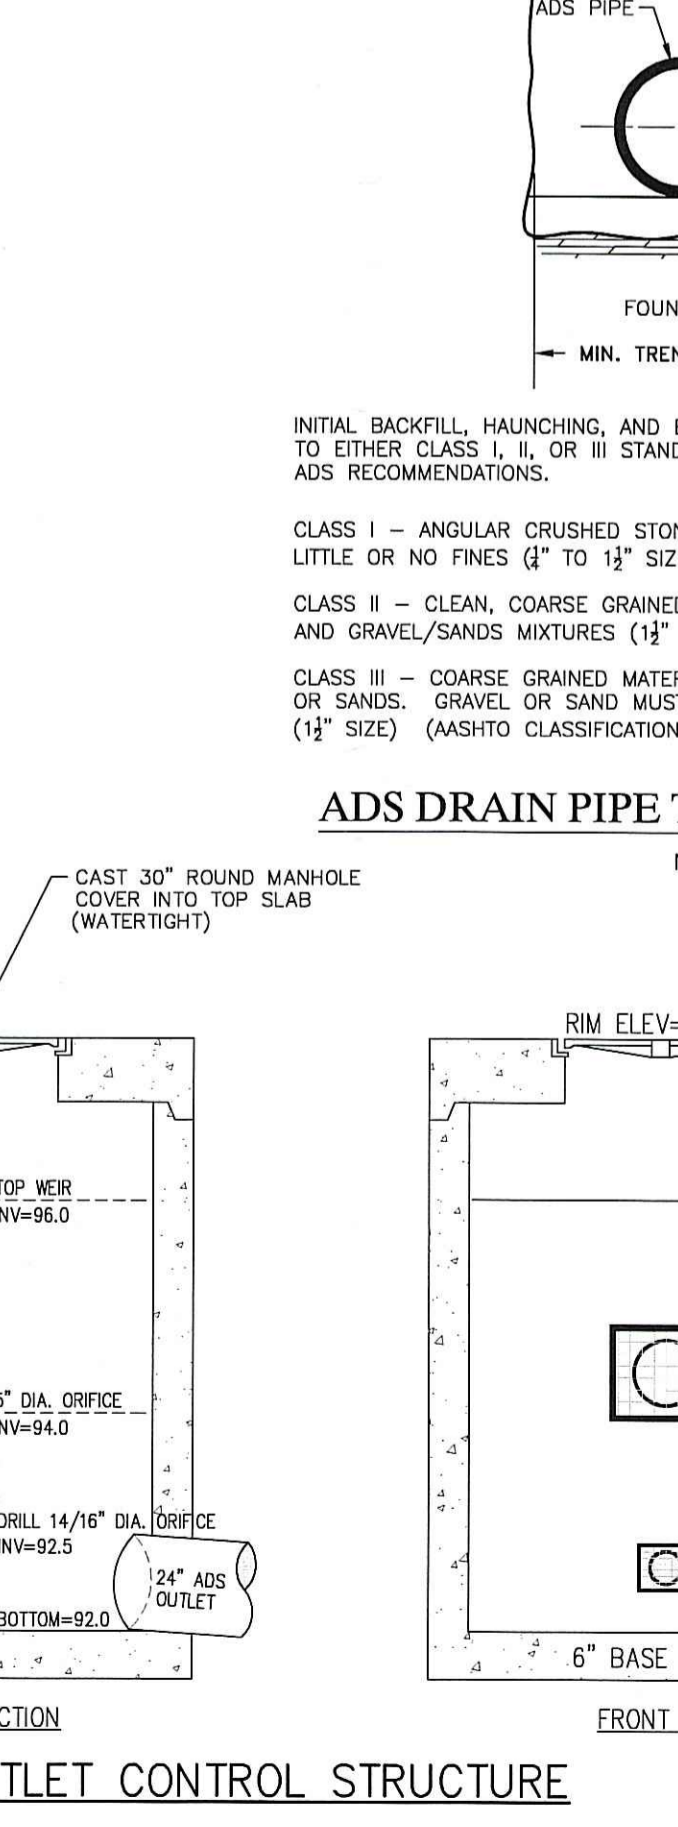 ADS PIPE
FOUN
MIN. TREN
INITIAL BACKFILL, HAUNCHING, AND
TO EITHER CLASS I, II, OR III STAND
ADS RECOMMENDATIONS.
CLASS I – ANGULAR CRUSHED STON
LITTLE OR NO FINES (¼" TO 1½" SIZ
CLASS II – CLEAN, COARSE GRAINED
AND GRAVEL/SANDS MIXTURES (1½"
CLASS III – COARSE GRAINED MATER
OR SANDS. GRAVEL OR SAND MUST
(1½" SIZE) (AASHTO CLASSIFICATION
ADS DRAIN PIPE T
CAST 30" ROUND MANHOLE
COVER INTO TOP SLAB
(WATERTIGHT)
RIM ELEV=
TOP WEIR
NV=96.0
" DIA. ORIFICE
NV=94.0
DRILL 14/16" DIA. ORIFICE
INV=92.5
24" ADS
OUTLET
BOTTOM=92.0
6" BASE
CTION
FRONT
TLET CONTROL STRUCTURE